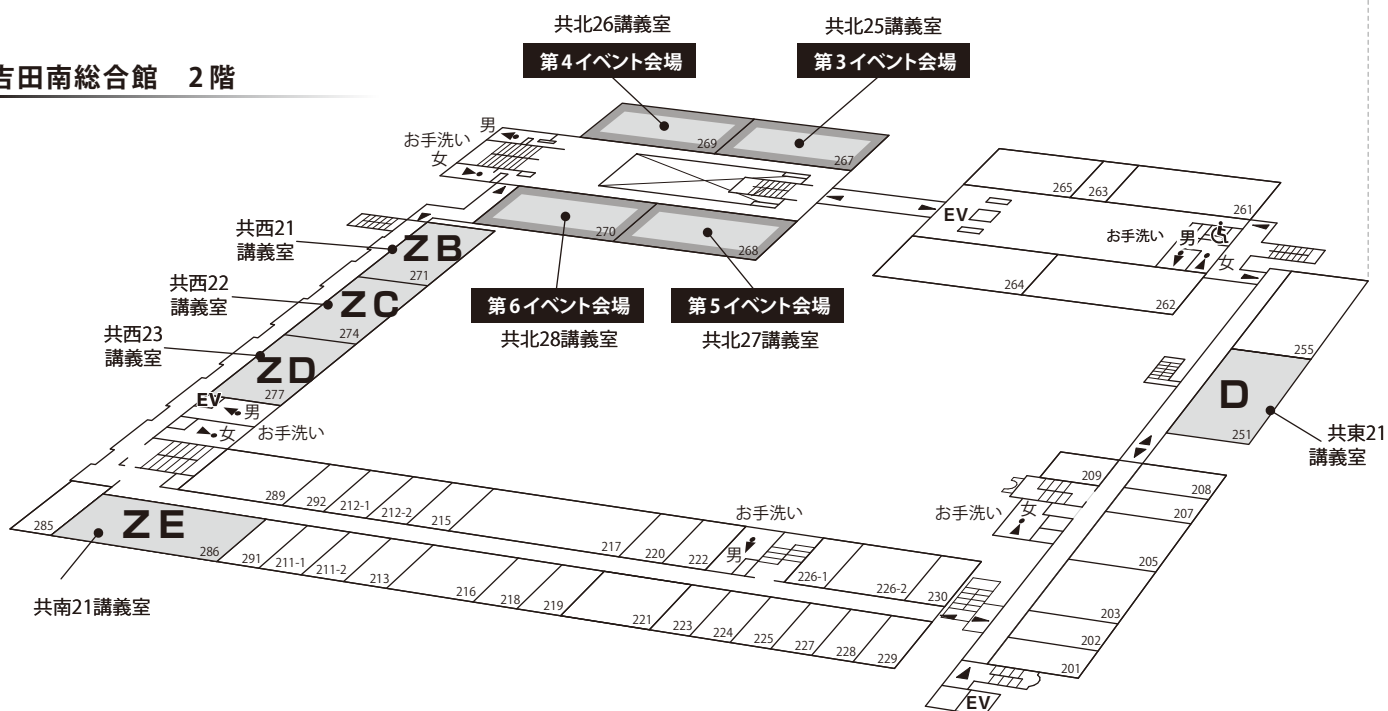 吉田南総合館 2階
共北26講義室
第4イベント会場
共北25講義室
第3イベント会場
男
お手洗い
女
269
267
270
268
第6イベント会場
共北28講義室
第5イベント会場
共北27講義室
265
263
261
EV
お手洗い
男
女
264
262
共西21
講義室
ZB
271
共西22
講義室
ZC
274
共西23
講義室
ZD
277
EV
男
女
お手洗い
255
D
251
共東21
講義室
285
ZE
286
共南21講義室
289
292
212-1
212-2
215
217
220
222
お手洗い
男
226-1
226-2
230
291
211-1
211-2
213
216
218
219
221
223
224
225
227
228
229
209
208
207
お手洗い
女
205
203
202
201
EV